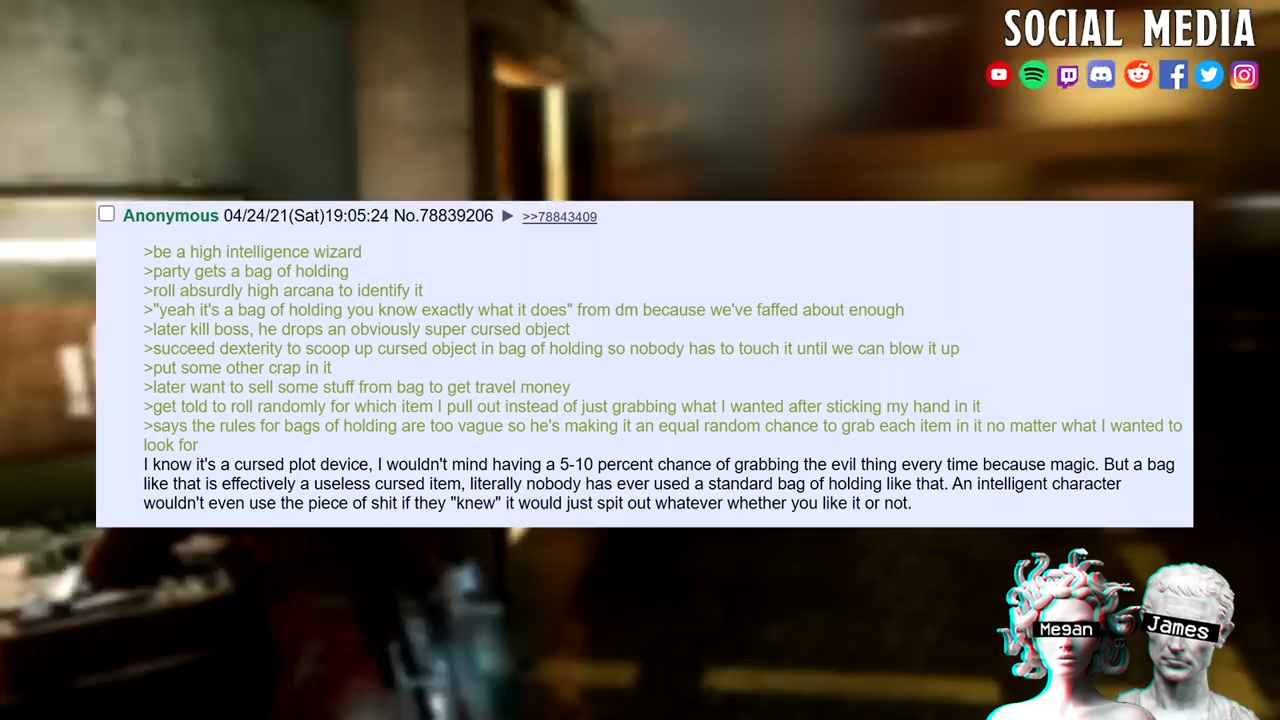 SOCIAL MEDIA
Anonymous 04/24/21(Sat)19:05:24 No.78839206 ▶ >>78843409
>be a high intelligence wizard
>party gets a bag of holding
>roll absurdly high arcana to identify it
>"yeah it's a bag of holding you know exactly what it does" from dm because we've faffed about enough
>later kill boss, he drops an obviously super cursed object
>succeed dexterity to scoop up cursed object in bag of holding so nobody has to touch it until we can blow it up
>put some other crap in it
>later want to sell some stuff from bag to get travel money
>get told to roll randomly for which item I pull out instead of just grabbing what I wanted after sticking my hand in it
>says the rules for bags of holding are too vague so he's making it an equal random chance to grab each item in it no matter what I wanted to
look for
I know it's a cursed plot device, I wouldn't mind having a 5-10 percent chance of grabbing the evil thing every time because magic. But a bag
like that is effectively a useless cursed item, literally nobody has ever used a standard bag of holding like that. An intelligent character
wouldn't even use the piece of shit if they "knew" it would just spit out whatever whether you like it or not.
Megan
James